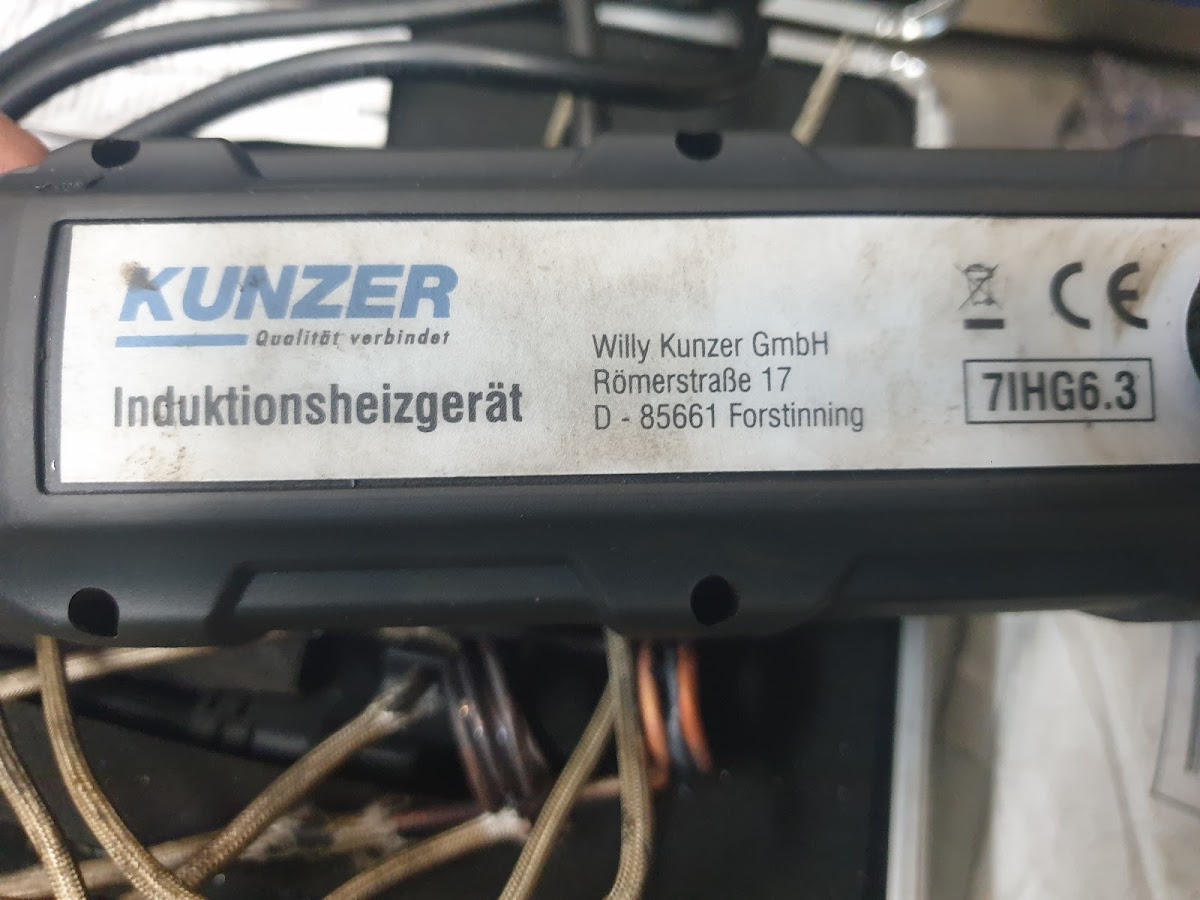 KUNZER
Qualität verbindet
Induktionsheizgerät
Willy Kunzer GmbH
Römerstraße 17
D - 85661 Forstinning
CE
7IHG6.3